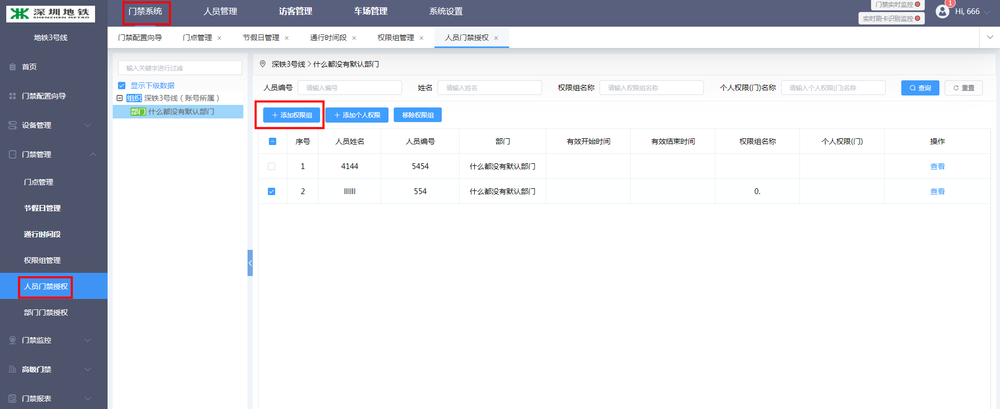 深圳地铁
SHENZHEN METRO
门禁系统
人员管理
访客管理
车场管理
系统设置
门禁实时监控
实时刷卡识别监控
1
Hi, 666
地铁3号线
首页
门禁配置向导
设备管理
门禁管理
门点管理
节假日管理
通行时间段
权限组管理
人员门禁授权
部门门禁授权
门禁监控
高级门禁
门禁报表
门禁配置向导
门点管理 ×
节假日管理 ×
通行时间段 ×
权限组管理 ×
人员门禁授权 ×
输入关键字进行过滤
显示下级数据
组织 深铁3号线（账号所属）
部门 什么都没有默认部门
深铁3号线 > 什么都没有默认部门
人员编号 请输入编号
姓名 请输入姓名
权限组名称 请输入权限组名称
个人权限(门)名称 请输入个人权限(门)名称
查询
重置
+ 添加权限组
+ 添加个人权限
移除权限组
序号 人员姓名 人员编号 部门 有效开始时间 有效结束时间 权限组名称 个人权限(门) 操作
1 4144 5454 什么都没有默认部门 查看
2 llllll 554 什么都没有默认部门 0. 查看